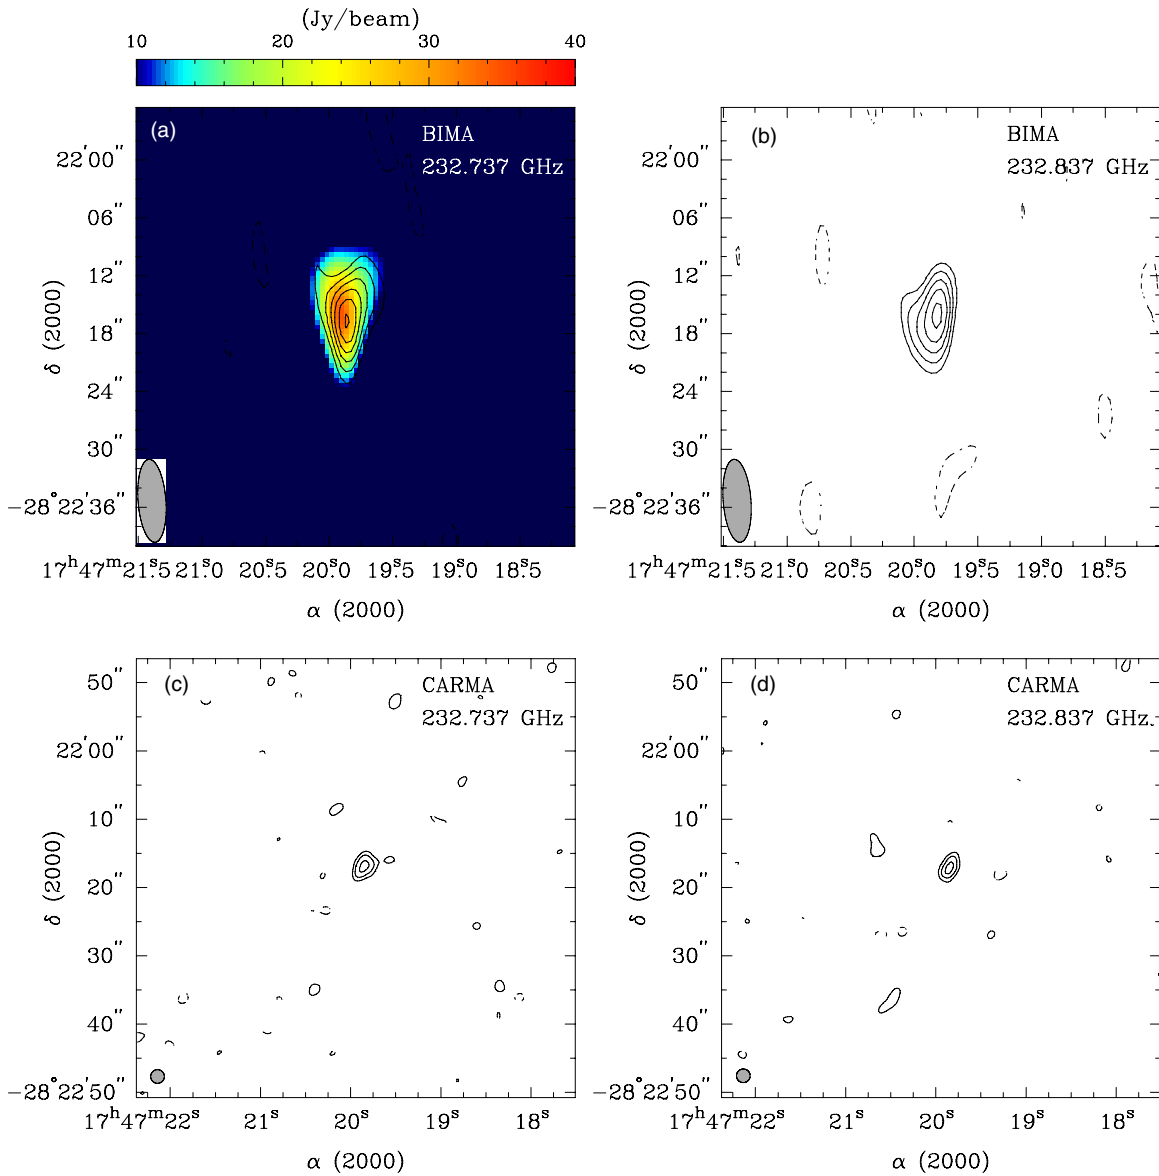 (Jy/beam)
10 20 30 40
(a) BIMA
232.737 GHz
22'00"
06"
12"
18"
24"
30"
−28°22'36"
δ (2000)
17ʰ47ᵐ21ˢ.5 21ˢ.0 20ˢ.5 20ˢ.0 19ˢ.5 19ˢ.0 18ˢ.5
α (2000)
(b) BIMA
232.837 GHz
22'00"
06"
12"
18"
24"
30"
−28°22'36"
δ (2000)
17ʰ47ᵐ21ˢ.5 21ˢ.0 20ˢ.5 20ˢ.0 19ˢ.5 19ˢ.0 18ˢ.5
α (2000)
(c) CARMA
232.737 GHz
50"
22'00"
10"
20"
30"
40"
−28°22'50"
δ (2000)
17ʰ47ᵐ22ˢ 21ˢ 20ˢ 19ˢ 18ˢ
α (2000)
(d) CARMA
232.837 GHz
50"
22'00"
10"
20"
30"
40"
−28°22'50"
δ (2000)
17ʰ47ᵐ22ˢ 21ˢ 20ˢ 19ˢ 18ˢ
α (2000)